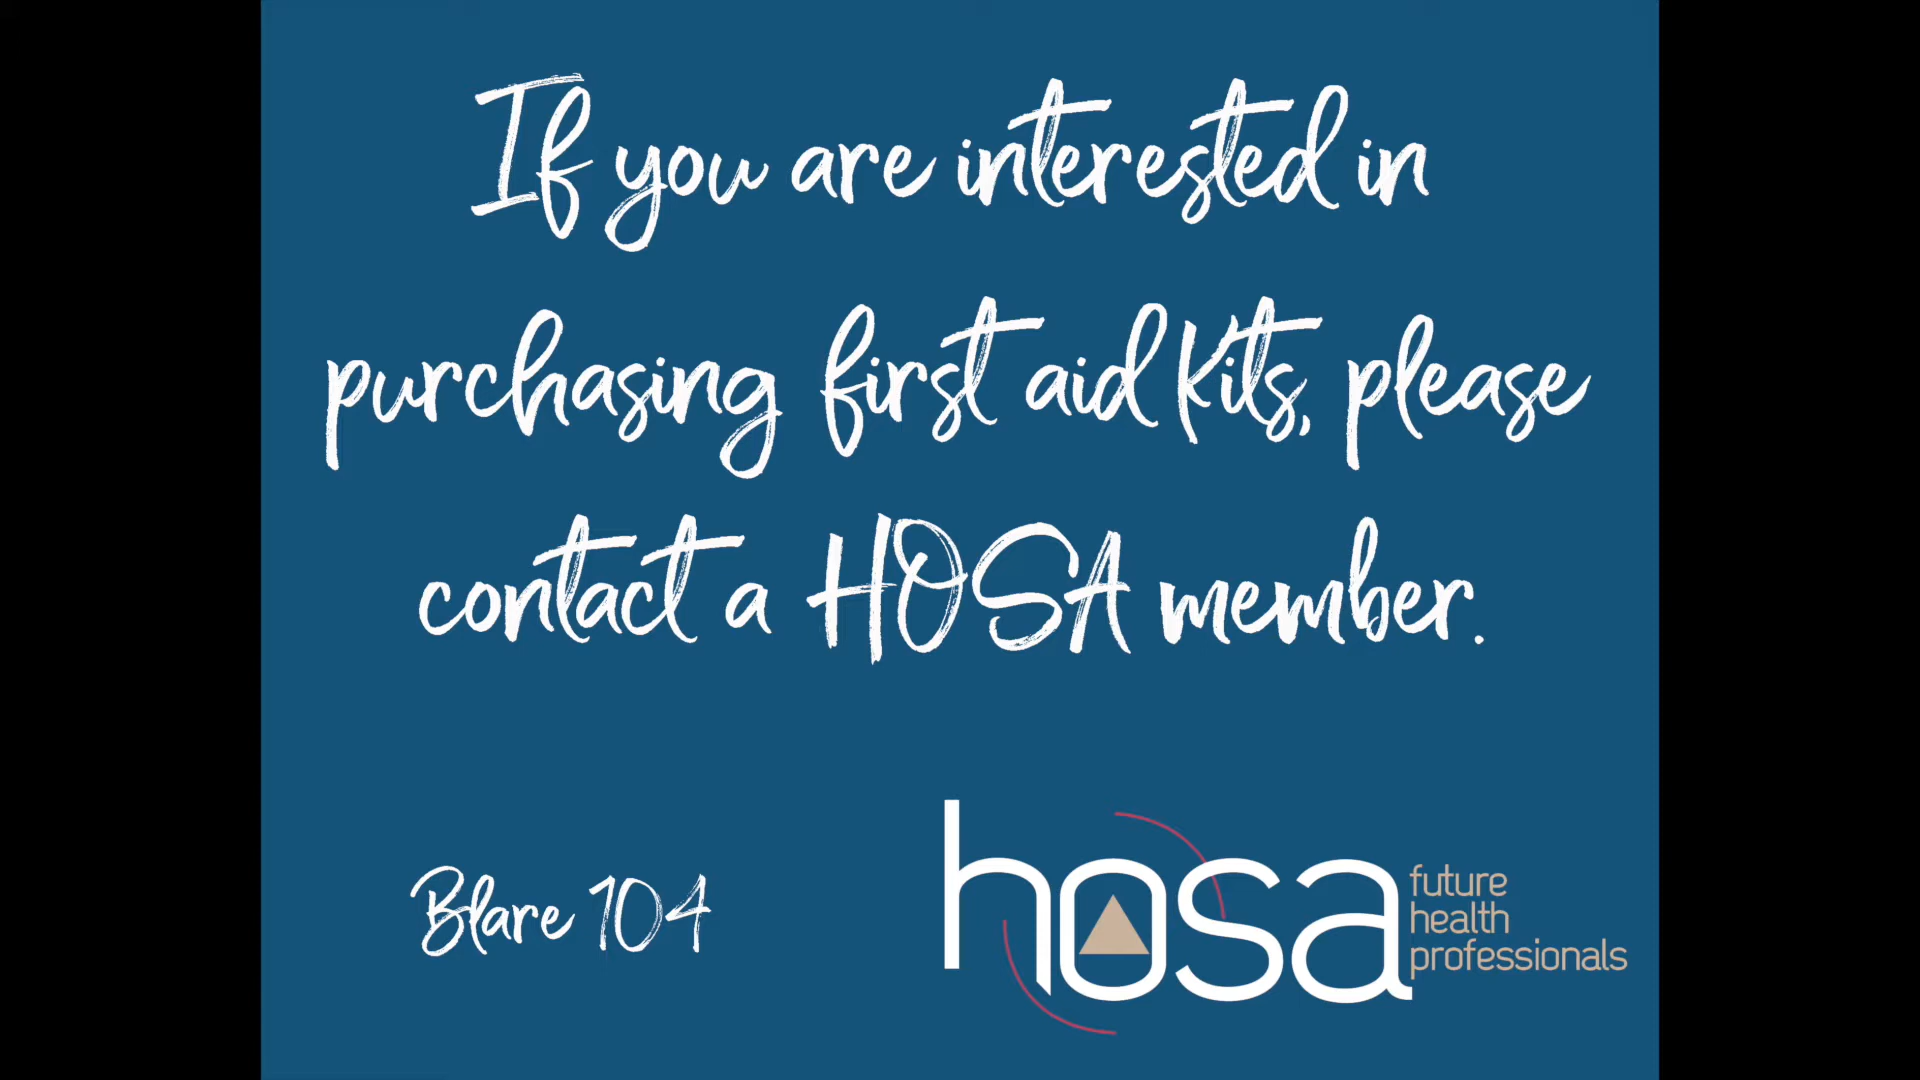 If you are interested in
purchasing first aid kits, please
contact a HOSA member.
Blare 104
hosa
future
health
professionals